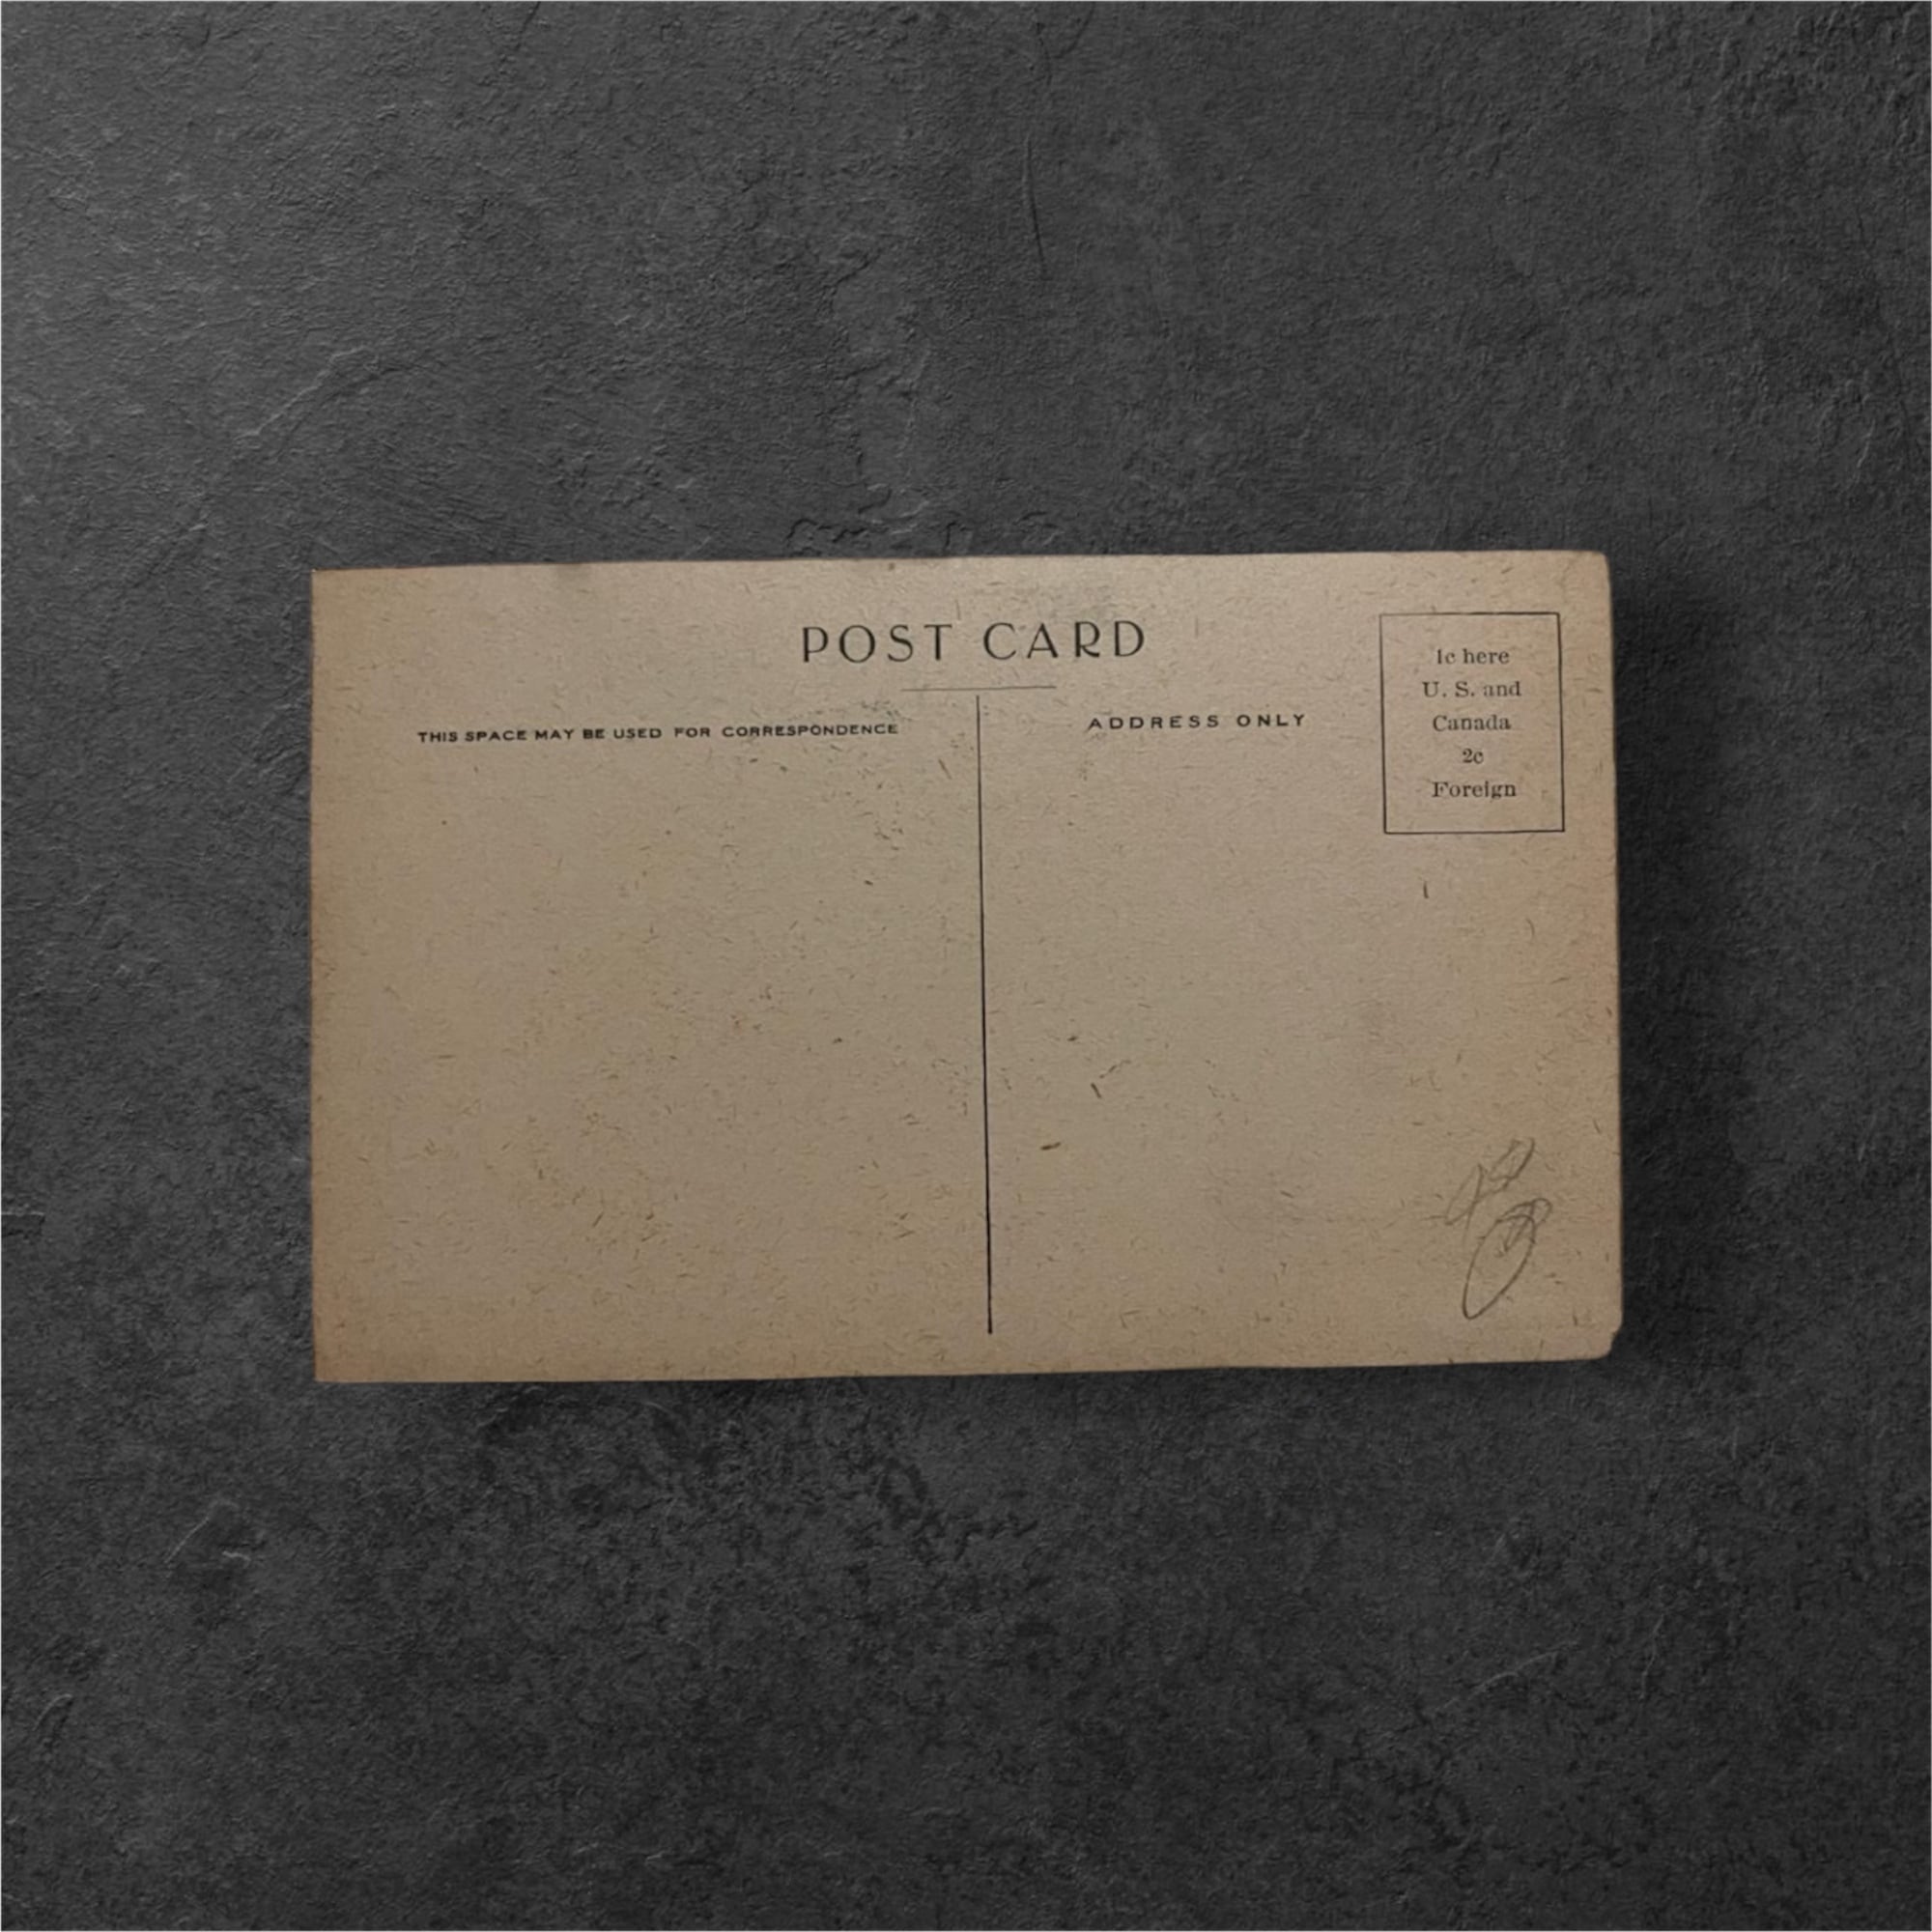 POST CARD
THIS SPACE MAY BE USED FOR CORRESPONDENCE
ADDRESS ONLY
1c here
U. S. and
Canada
2c
Foreign